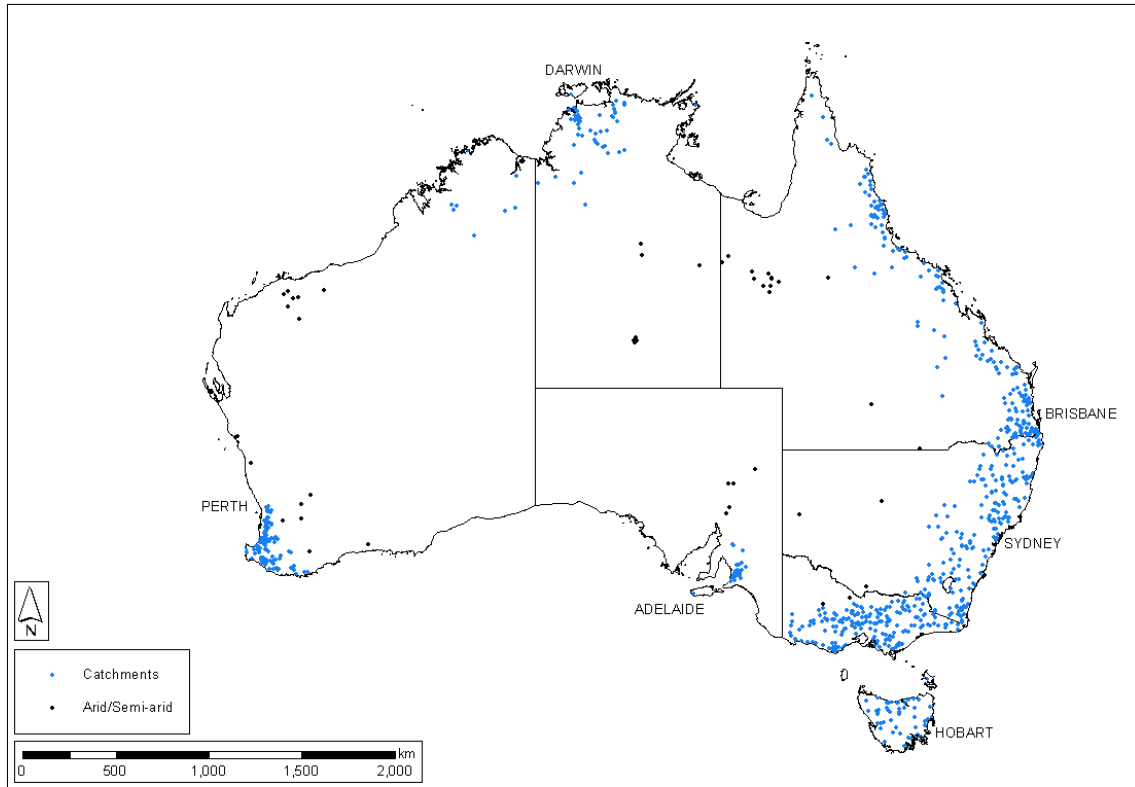 DARWIN
BRISBANE
PERTH
SYDNEY
ADELAIDE
N
Catchments
Arid/Semi-arid
HOBART
km
0 500 1,000 1,500 2,000